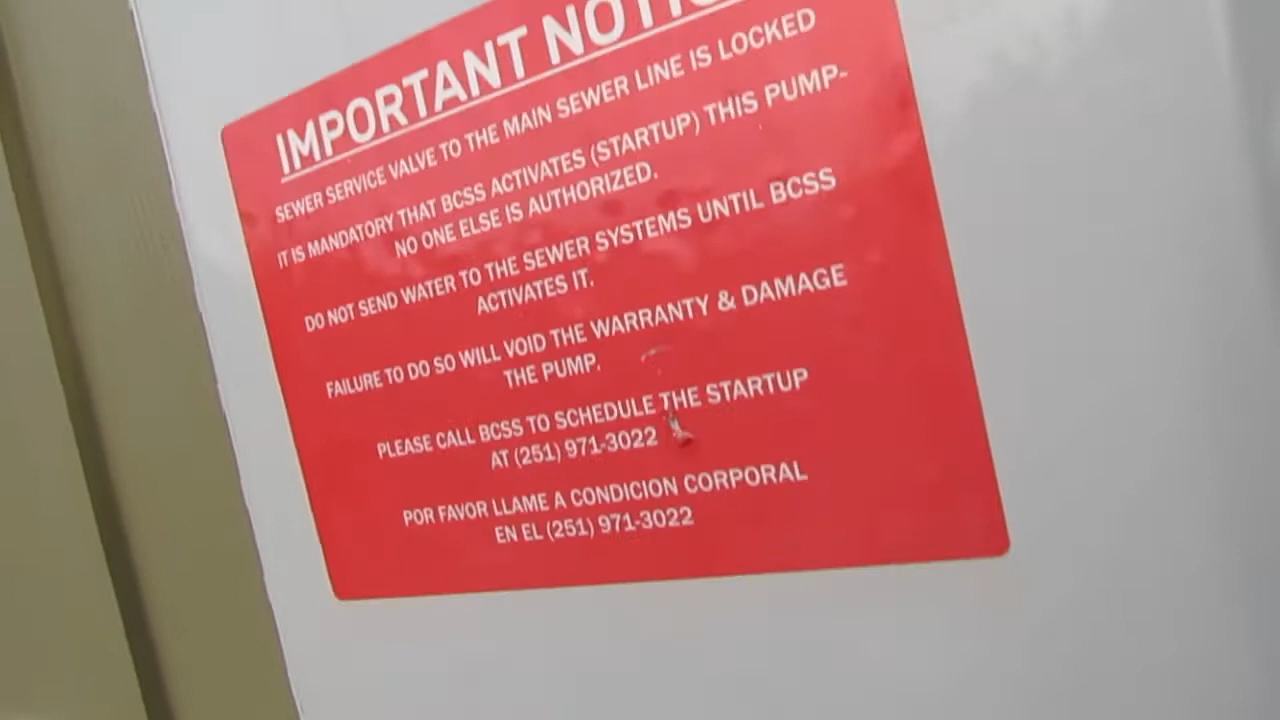 IMPORTANT NOTIC
SEWER SERVICE VALVE TO THE MAIN SEWER LINE IS LOCKED
IT IS MANDATORY THAT BCSS ACTIVATES (STARTUP) THIS PUMP-
NO ONE ELSE IS AUTHORIZED.
DO NOT SEND WATER TO THE SEWER SYSTEMS UNTIL BCSS
ACTIVATES IT.
FAILURE TO DO SO WILL VOID THE WARRANTY & DAMAGE
THE PUMP.
PLEASE CALL BCSS TO SCHEDULE THE STARTUP
AT (251) 971-3022
POR FAVOR LLAME A CONDICION CORPORAL
EN EL (251) 971-3022